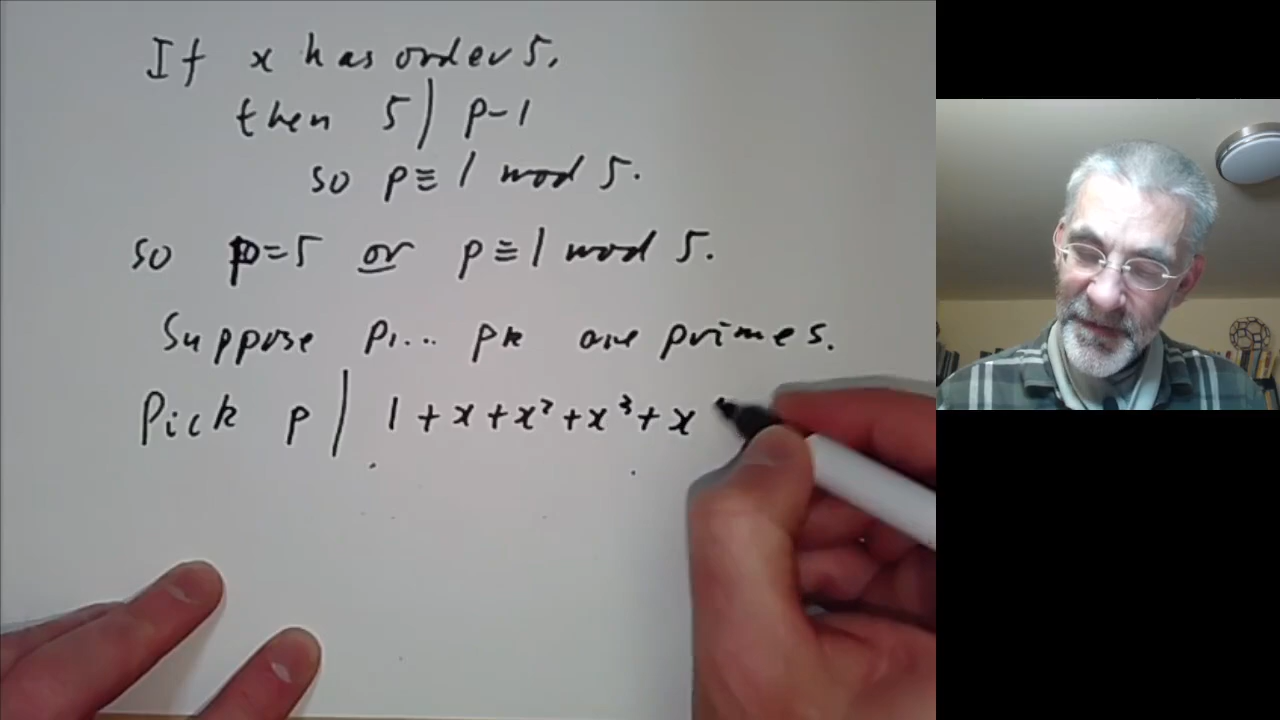 If x has order 5,
then 5 | p-1
so p ≡ 1 mod 5.
so p=5 or p ≡ 1 mod 5.
Suppose p₁... pₖ are primes.
Pick p | 1 + x + x² + x³ + x